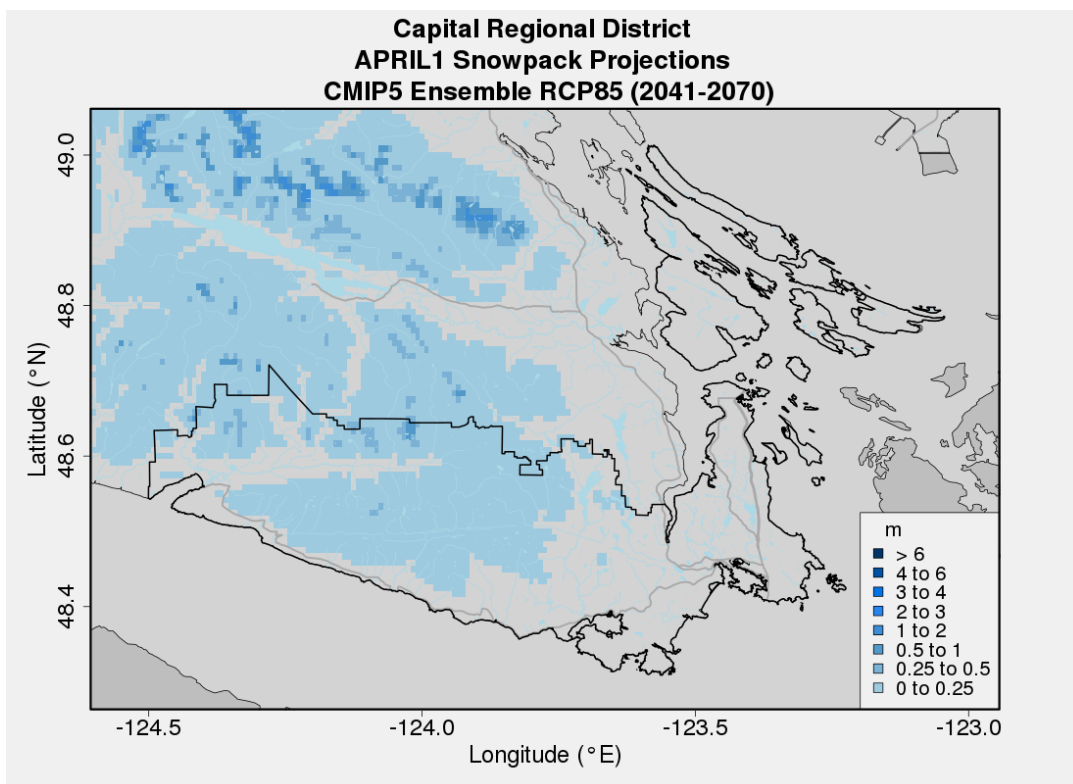 Capital Regional District
APRIL1 Snowpack Projections
CMIP5 Ensemble RCP85 (2041-2070)
Latitude (°N)
49.0
48.8
48.6
48.4
m
> 6
4 to 6
3 to 4
2 to 3
1 to 2
0.5 to 1
0.25 to 0.5
0 to 0.25
-124.5
-124.0
-123.5
-123.0
Longitude (°E)